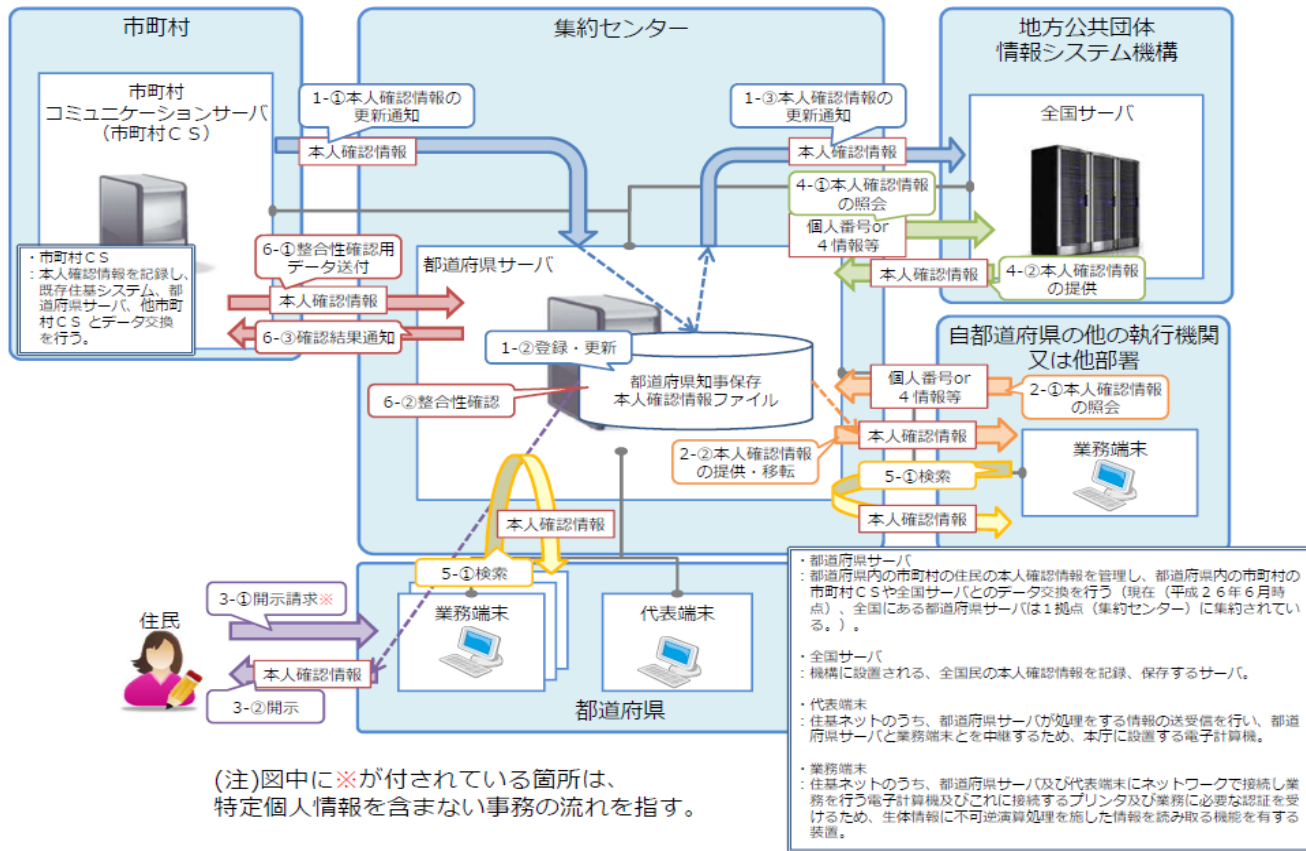 市町村
市町村
コミュニケーションサーバ
（市町村ＣＳ）
・市町村ＣＳ
：本人確認情報を記録し、
既存住基システム、都
道府県サーバ、他市町
村ＣＳ とデータ交換
を行う。
集約センター
1-①本人確認情報の
更新通知
本人確認情報
1-③本人確認情報の
更新通知
本人確認情報
地方公共団体
情報システム機構
全国サーバ
4-①本人確認情報
の照会
個人番号or
４情報等
本人確認情報
4-②本人確認情報
の提供
6-①整合性確認用
データ送付
本人確認情報
6-③確認結果通知
都道府県サーバ
1-②登録・更新
都道府県知事保存
本人確認情報ファイル
6-②整合性確認
自都道府県の他の執行機関
又は他部署
個人番号or
４情報等
2-①本人確認情報
の照会
本人確認情報
2-②本人確認情報
の提供・移転
業務端末
5-①検索
本人確認情報
本人確認情報
5-①検索
住民
3-①開示請求※
本人確認情報
3-②開示
業務端末
代表端末
都道府県
・都道府県サーバ
：都道府県内の市町村の住民の本人確認情報を管理し、都道府県内の市町村の
市町村ＣＳや全国サーバとのデータ交換を行う（現在（平成２６年６月時
点）、全国にある都道府県サーバは１拠点（集約センター）に集約されてい
る。）。
・全国サーバ
：機構に設置される、全国民の本人確認情報を記録、保存するサーバ。
・代表端末
：住基ネットのうち、都道府県サーバが処理をする情報の送受信を行い、都道
府県サーバと業務端末とを中継するため、本庁に設置する電子計算機。
・業務端末
：住基ネットのうち、都道府県サーバ及び代表端末にネットワークで接続し業
務を行う電子計算機及びこれに接続するプリンタ及び業務に必要な認証を受
けるため、生体情報に不可逆演算処理を施した情報を読み取る機能を有する
装置。
(注)図中に※が付されている箇所は、
特定個人情報を含まない事務の流れを指す。